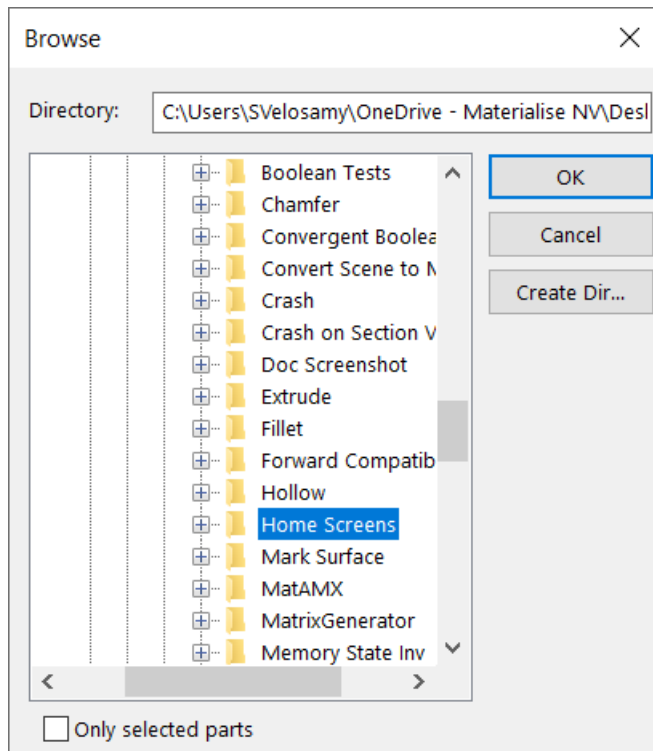 Browse
Directory: C:\Users\SVelosamy\OneDrive - Materialise NV\Desl
Boolean Tests
Chamfer
Convergent Boolea
Convert Scene to M
Crash
Crash on Section V
Doc Screenshot
Extrude
Fillet
Forward Compatib
Hollow
Home Screens
Mark Surface
MatAMX
MatrixGenerator
Memory State Inv
OK
Cancel
Create Dir...
Only selected parts